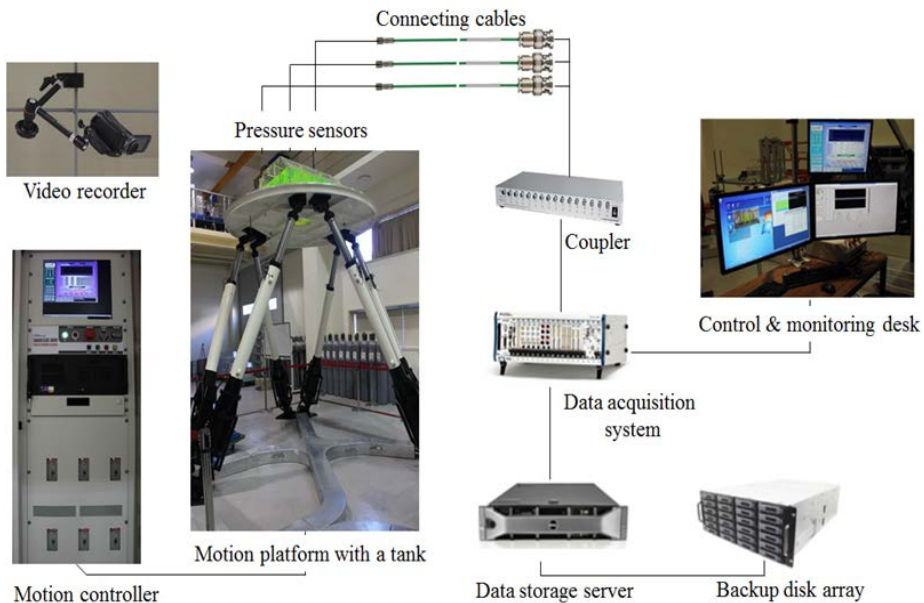 Connecting cables
Pressure sensors
Video recorder
Coupler
Control & monitoring desk
Data acquisition
system
Motion platform with a tank
Motion controller
Data storage server
Backup disk array